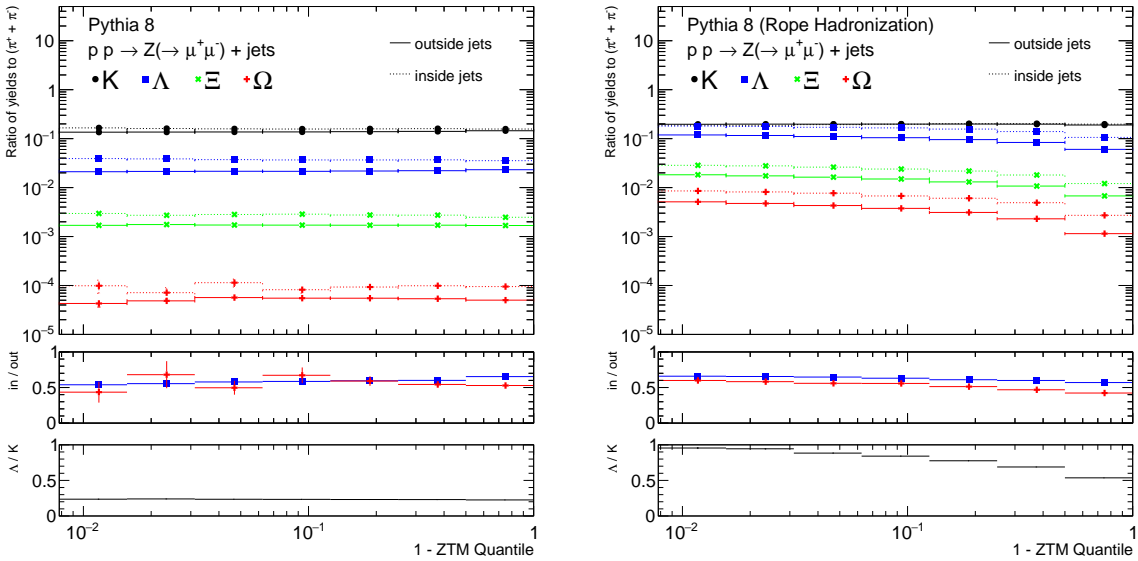 Pythia 8
p p → Z(→ μ⁺μ⁻) + jets
outside jets
inside jets
K Λ Ξ Ω
Ratio of yields to (π⁺ + π⁻)
10
1
10⁻¹
10⁻²
10⁻³
10⁻⁴
10⁻⁵
in / out
1
0.5
0
Λ / K
1
0.5
0
10⁻² 10⁻¹ 1
1 - ZTM Quantile
Pythia 8 (Rope Hadronization)
p p → Z(→ μ⁺μ⁻) + jets
outside jets
inside jets
K Λ Ξ Ω
Ratio of yields to (π⁺ + π⁻)
10
1
10⁻¹
10⁻²
10⁻³
10⁻⁴
10⁻⁵
in / out
1
0.5
0
Λ / K
1
0.5
0
10⁻² 10⁻¹ 1
1 - ZTM Quantile